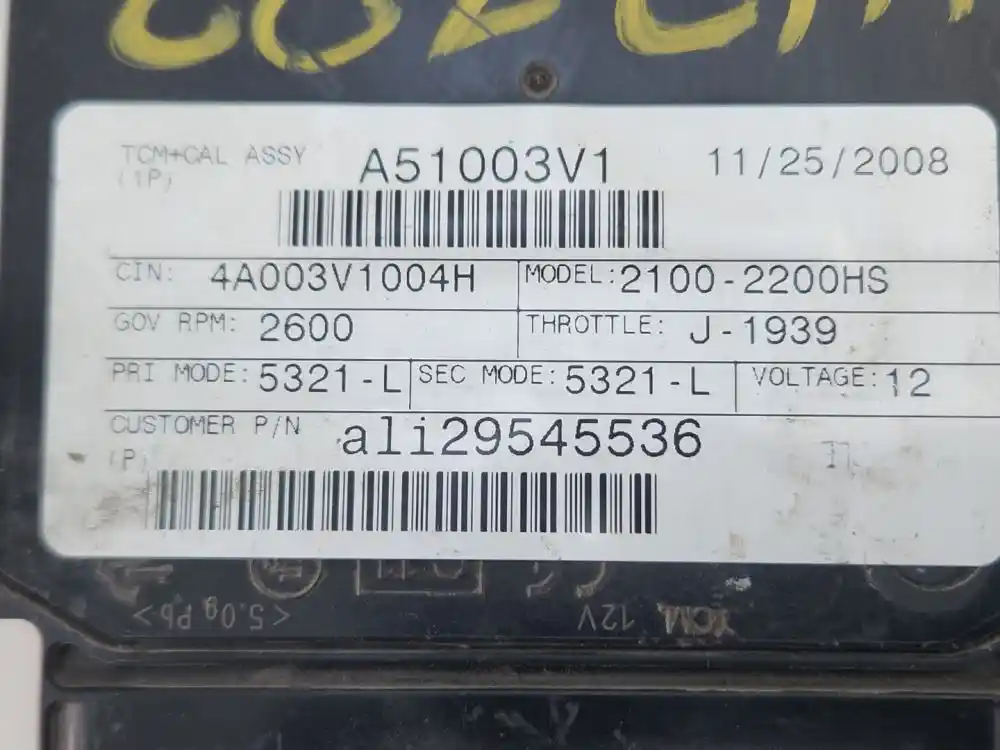 TCM+CAL ASSY A51003V1 11/25/2008
(1P)
CIN: 4A003V1004H MODEL: 2100-2200HS
GOV RPM: 2600 THROTTLE: J-1939
PRI MODE: 5321-L SEC MODE: 5321-L VOLTAGE: 12
CUSTOMER P/N ali29545536
(P)
TCM 12V <5.0g Pb>